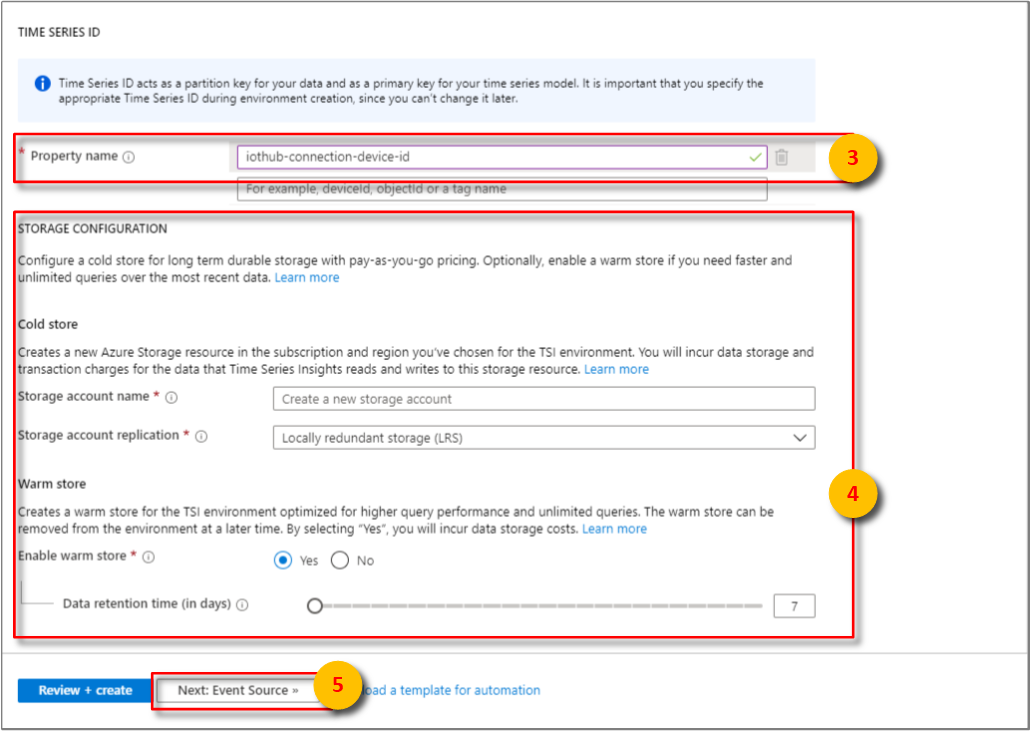 TIME SERIES ID
Time Series ID acts as a partition key for your data and as a primary key for your time series model. It is important that you specify the
appropriate Time Series ID during environment creation, since you can't change it later.
* Property name
iothub-connection-device-id
3
For example, deviceId, objectId or a tag name
STORAGE CONFIGURATION
Configure a cold store for long term durable storage with pay-as-you-go pricing. Optionally, enable a warm store if you need faster and
unlimited queries over the most recent data. Learn more
Cold store
Creates a new Azure Storage resource in the subscription and region you've chosen for the TSI environment. You will incur data storage and
transaction charges for the data that Time Series Insights reads and writes to this storage resource. Learn more
Storage account name *
Create a new storage account
Storage account replication *
Locally redundant storage (LRS)
Warm store
4
Creates a warm store for the TSI environment optimized for higher query performance and unlimited queries. The warm store can be
removed from the environment at a later time. By selecting "Yes", you will incur data storage costs. Learn more
Enable warm store *
Yes
No
Data retention time (in days)
7
Review + create
Next: Event Source »
5
oad a template for automation